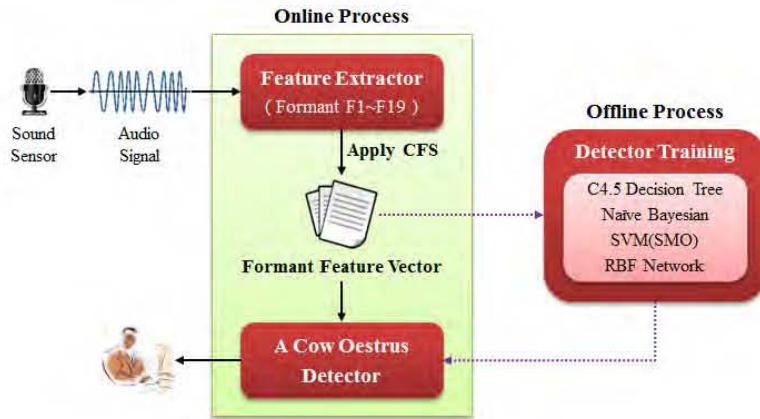 Online Process
Feature Extractor
( Formant F1~F19 )
Sound
Sensor
Audio
Signal
Apply CFS
Formant Feature Vector
A Cow Oestrus
Detector
Offline Process
Detector Training
C4.5 Decision Tree
Naïve Bayesian
SVM(SMO)
RBF Network